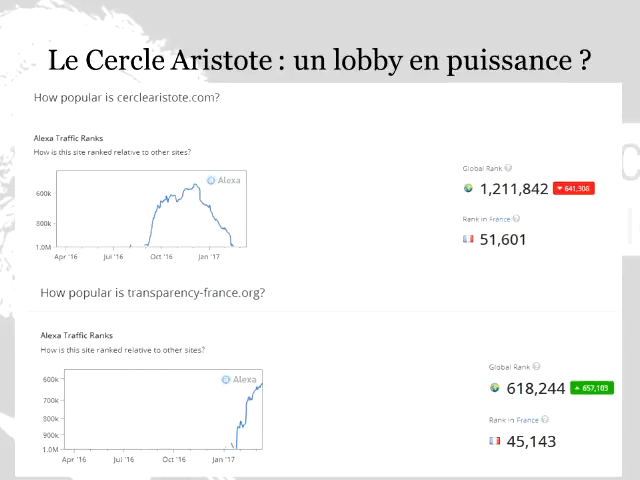 Le Cercle Aristote : un lobby en puissance ?
How popular is cerclearistote.com?
Alexa Traffic Ranks
How is this site ranked relative to other sites?
Alexa
600k
800k
1.0M
Apr '16 Jul '16 Oct '16 Jan '17
Global Rank
1,211,842 641,308
Rank in France
51,601
How popular is transparency-france.org?
Alexa Traffic Ranks
How is this site ranked relative to other sites?
Alexa
600k
700k
800k
900k
1.0M
Apr '16 Jul '16 Oct '16 Jan '17
Global Rank
618,244 657,103
Rank in France
45,143